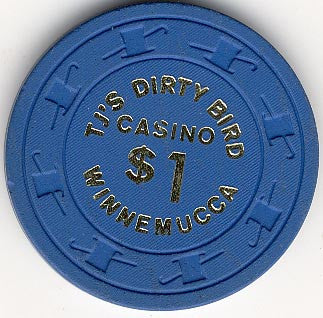 TJ'S DIRTY BIRD
CASINO
$1
WINNEMUCCA